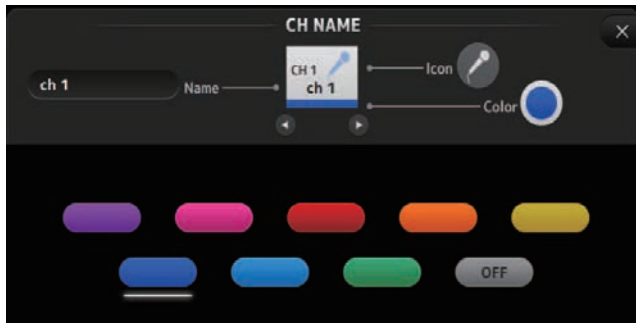 CH NAME
ch 1
Name
CH 1
ch 1
Icon
Color
OFF